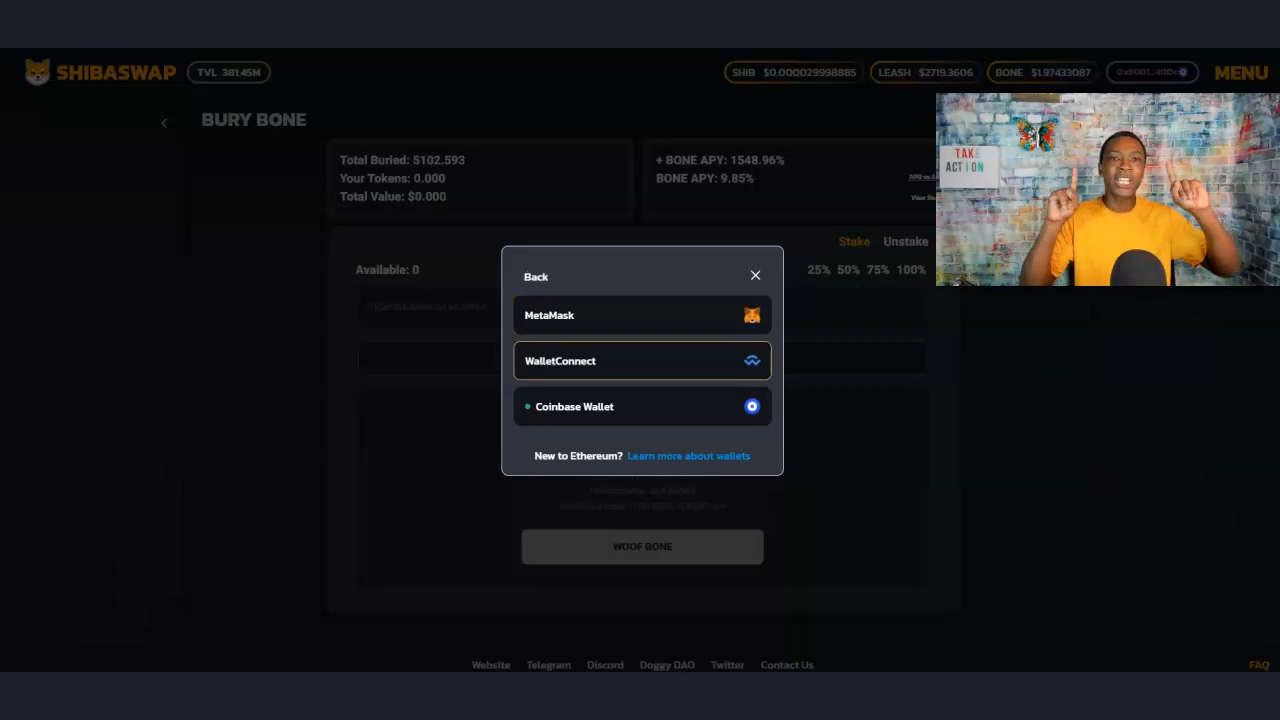 SHIBASWAP
TVL 381.45M
SHIB $0.000029998885
LEASH $2719.3606
BONE $1.97433087
MENU
BURY BONE
Total Buried: 5102.593
Your Tokens: 0.000
Total Value: $0.000
+ BONE APY: 1548.96%
BONE APY: 9.85%
TAKE
ACTION
Stake Unstake
Available: 0
25% 50% 75% 100%
Back
MetaMask
WalletConnect
Coinbase Wallet
New to Ethereum? Learn more about wallets
WOOF BONE
Website Telegram Discord Doggy DAO Twitter Contact Us
FAQ